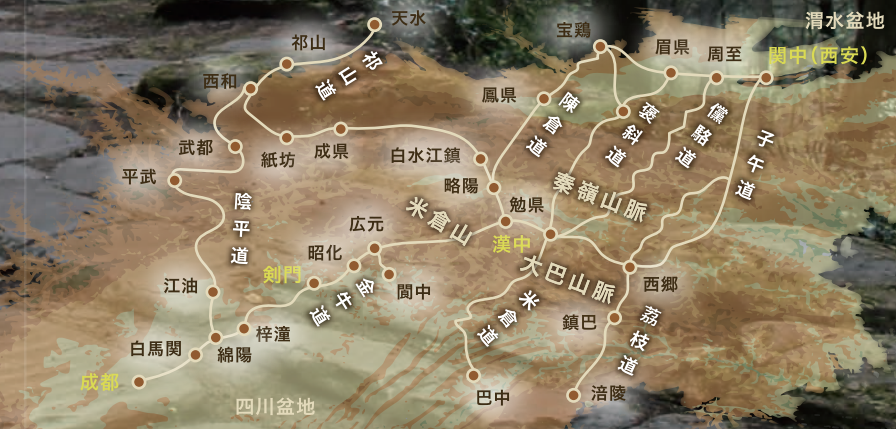 天水
渭水盆地
祁山
宝鶏
眉県
周至
関中(西安)
祁山道
西和
鳳県
陳倉道
褒斜道
儻駱道
子午道
武都
紙坊
成県
白水江鎮
平武
略陽
秦嶺山脈
陰平道
米倉山
勉県
広元
漢中
昭化
剣門
大巴山脈
江油
閬中
西郷
金牛道
米倉道
鎮巴
茘枝道
梓潼
白馬関
綿陽
成都
巴中
涪陵
四川盆地